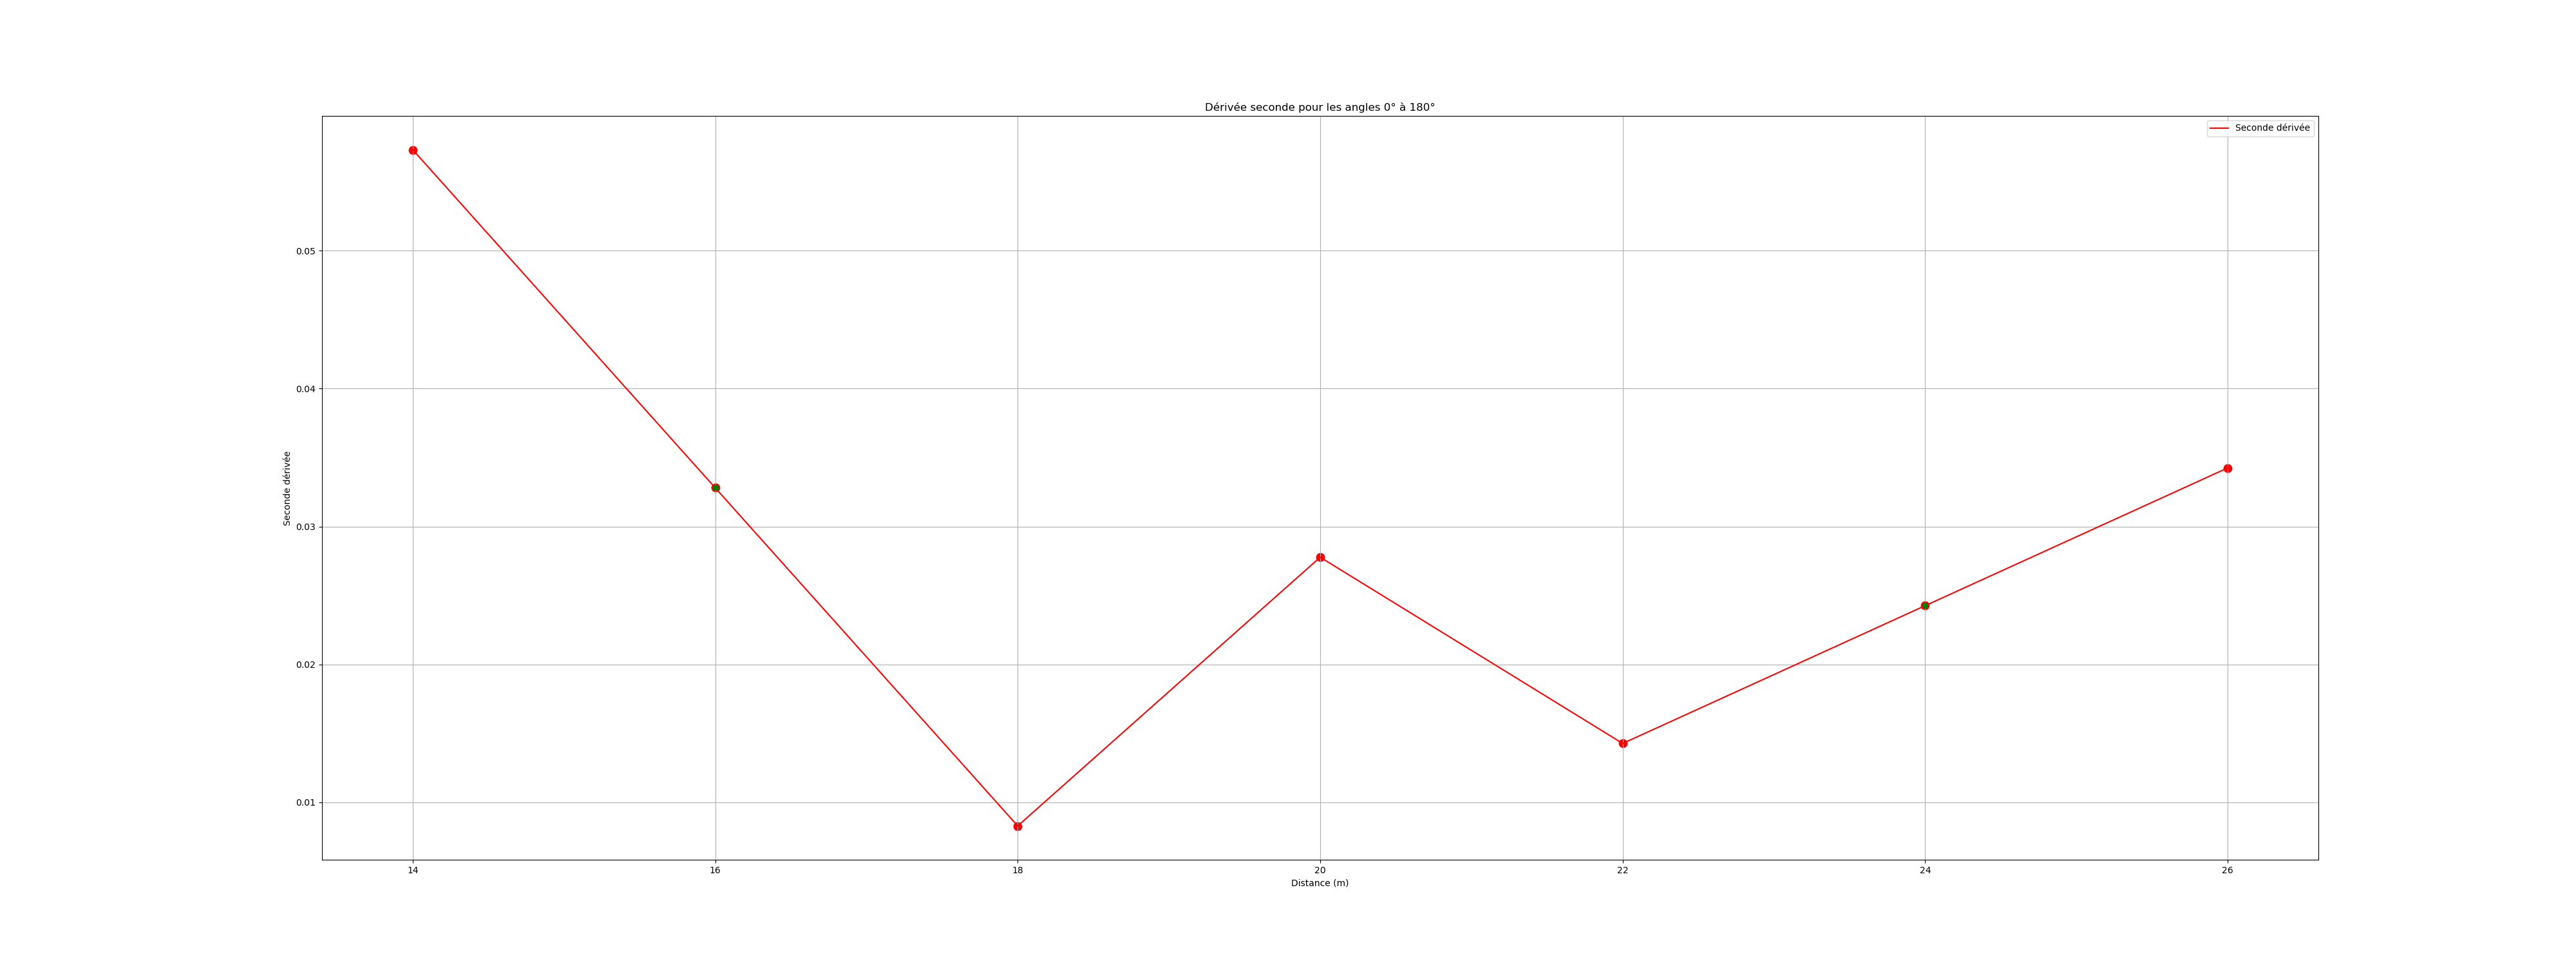 Dérivée seconde pour les angles 0° à 180°
Seconde dérivée
0.05
0.04
0.03
0.02
0.01
Seconde dérivée
14 16 18 20 22 24 26
Distance (m)